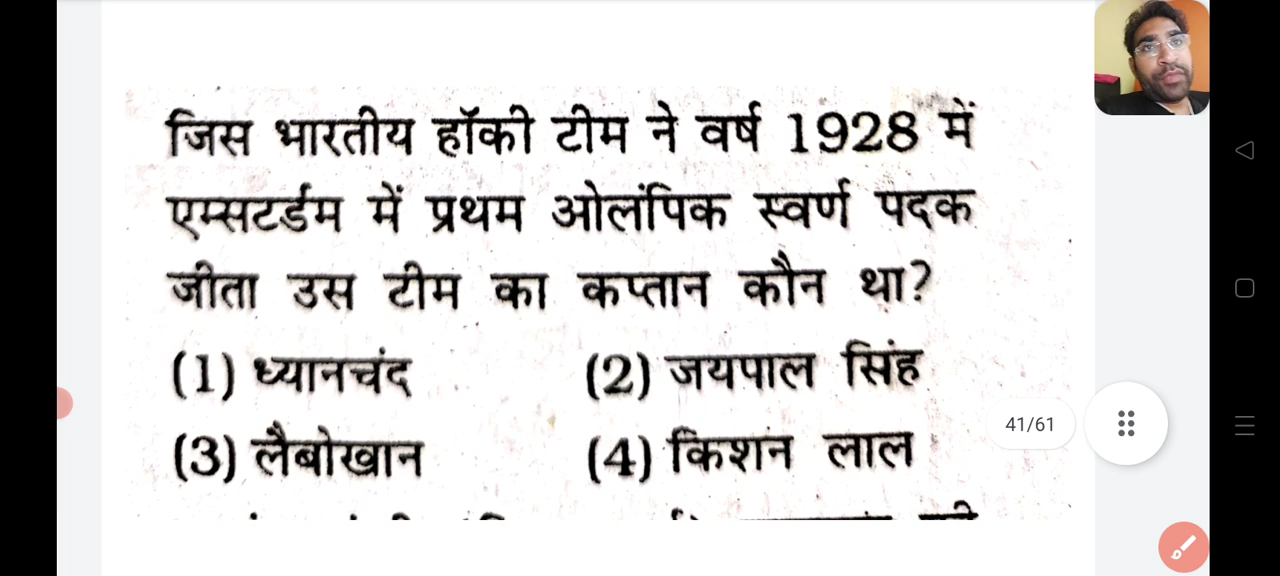 जिस भारतीय हॉकी टीम ने वर्ष 1928 में
एम्सटर्डम में प्रथम ओलंपिक स्वर्ण पदक
जीता उस टीम का कप्तान कौन था?
(1) ध्यानचंद (2) जयपाल सिंह
(3) लैबोखान (4) किशन लाल
41/61